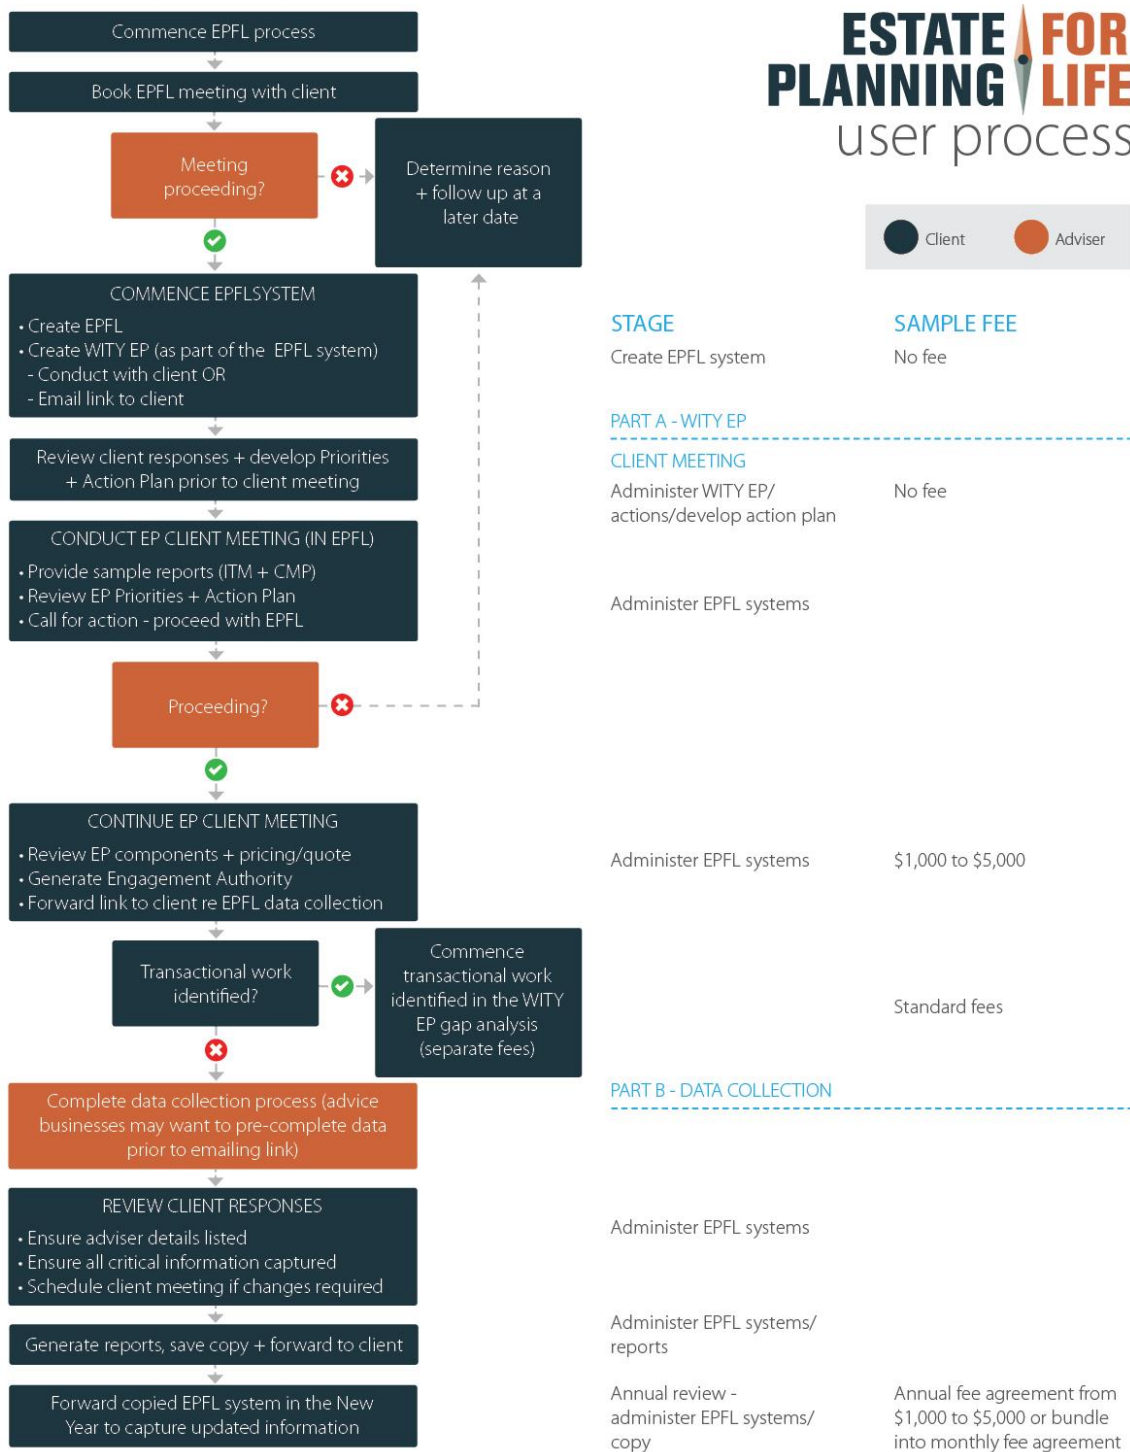 Commence EPFL process
Book EPFL meeting with client
Meeting
proceeding?
Determine reason
+ follow up at a
later date
COMMENCE EPFLSYSTEM
• Create EPFL
• Create WITY EP (as part of the EPFL system)
- Conduct with client OR
- Email link to client
Review client responses + develop Priorities
+ Action Plan prior to client meeting
CONDUCT EP CLIENT MEETING (IN EPFL)
• Provide sample reports (ITM + CMP)
• Review EP Priorities + Action Plan
• Call for action - proceed with EPFL
Proceeding?
CONTINUE EP CLIENT MEETING
• Review EP components + pricing/quote
• Generate Engagement Authority
• Forward link to client re EPFL data collection
Transactional work
identified?
Commence
transactional work
identified in the WITY
EP gap analysis
(separate fees)
Complete data collection process (advice
businesses may want to pre-complete data
prior to emailing link)
REVIEW CLIENT RESPONSES
• Ensure adviser details listed
• Ensure all critical information captured
• Schedule client meeting if changes required
Generate reports, save copy + forward to client
Forward copied EPFL system in the New
Year to capture updated information
ESTATE FOR
PLANNING LIFE
user process
Client
Adviser
STAGE
SAMPLE FEE
Create EPFL system
No fee
PART A - WITY EP
CLIENT MEETING
Administer WITY EP/
actions/develop action plan
No fee
Administer EPFL systems
Administer EPFL systems
$1,000 to $5,000
Standard fees
PART B - DATA COLLECTION
Administer EPFL systems
Administer EPFL systems/
reports
Annual review -
administer EPFL systems/
copy
Annual fee agreement from
$1,000 to $5,000 or bundle
into monthly fee agreement